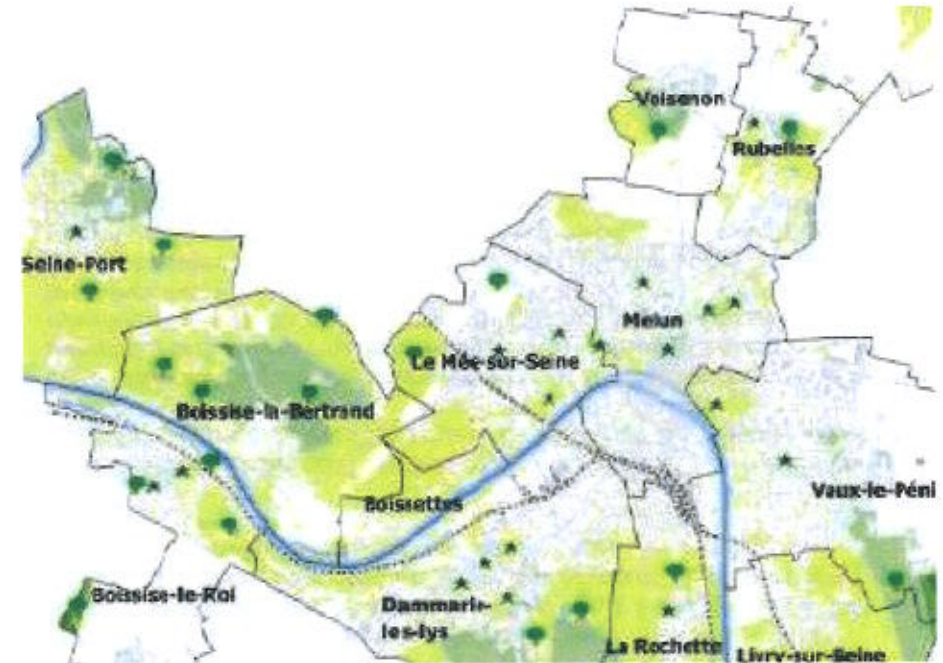 Voisenon
Rubelles
Seine-Port
Melun
Le Mée-sur-Seine
Boissise-la-Bertrand
Vaux-le-Péni
Boissettes
Boissise-le-Roi
Dammarie-
les-lys
La Rochette
Livry-sur-Seine